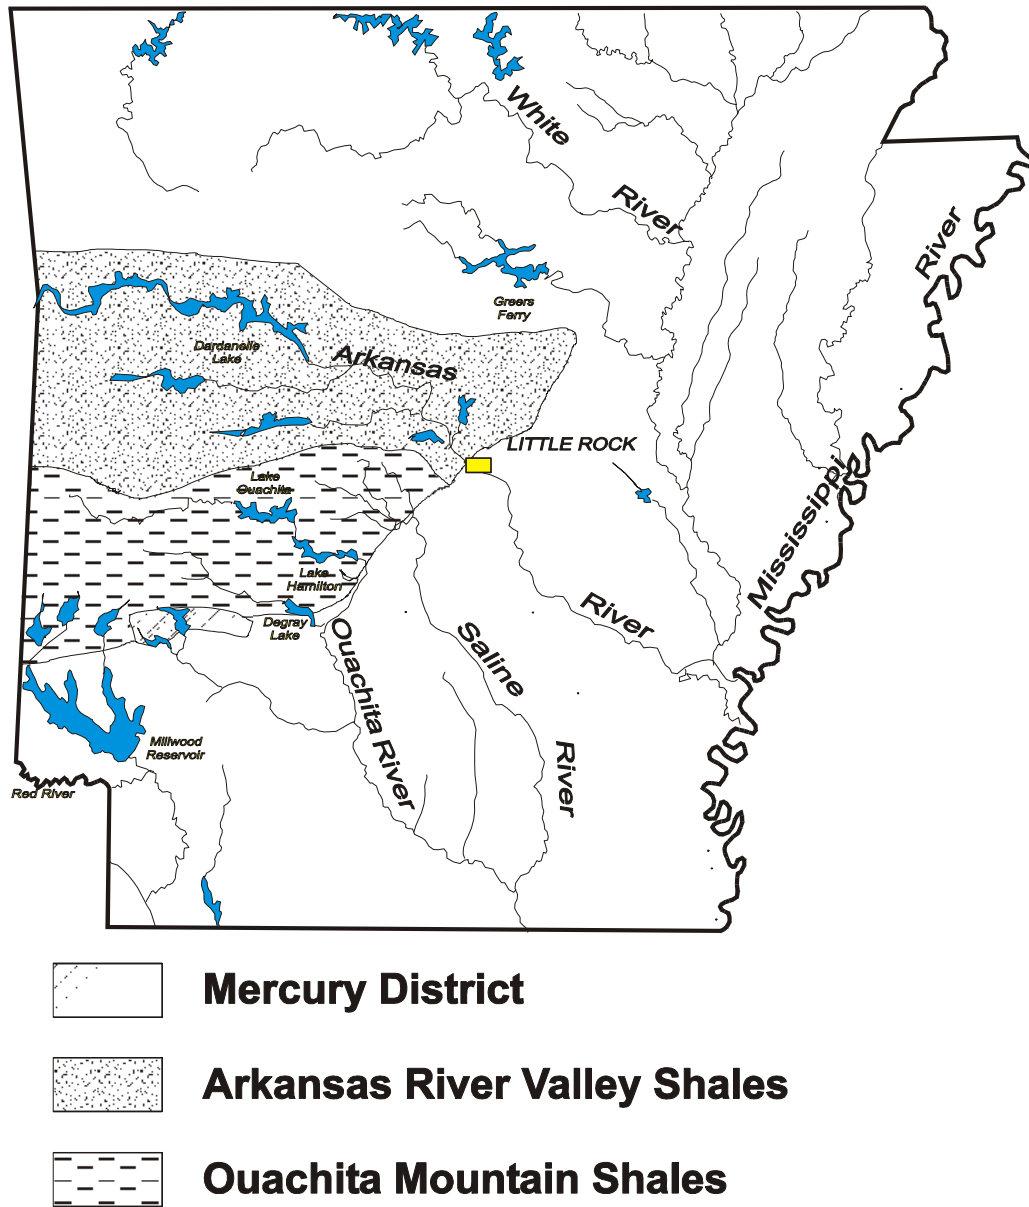 White
River
River
Greers
Ferry
Dardanelle
Lake
Arkansas
LITTLE ROCK
Lake
Ouachita
Mississippi
Lake
Hamilton
River
Degray
Lake
Ouachita River
Saline
River
Millwood
Reservoir
Red River
Mercury District
Arkansas River Valley Shales
Ouachita Mountain Shales